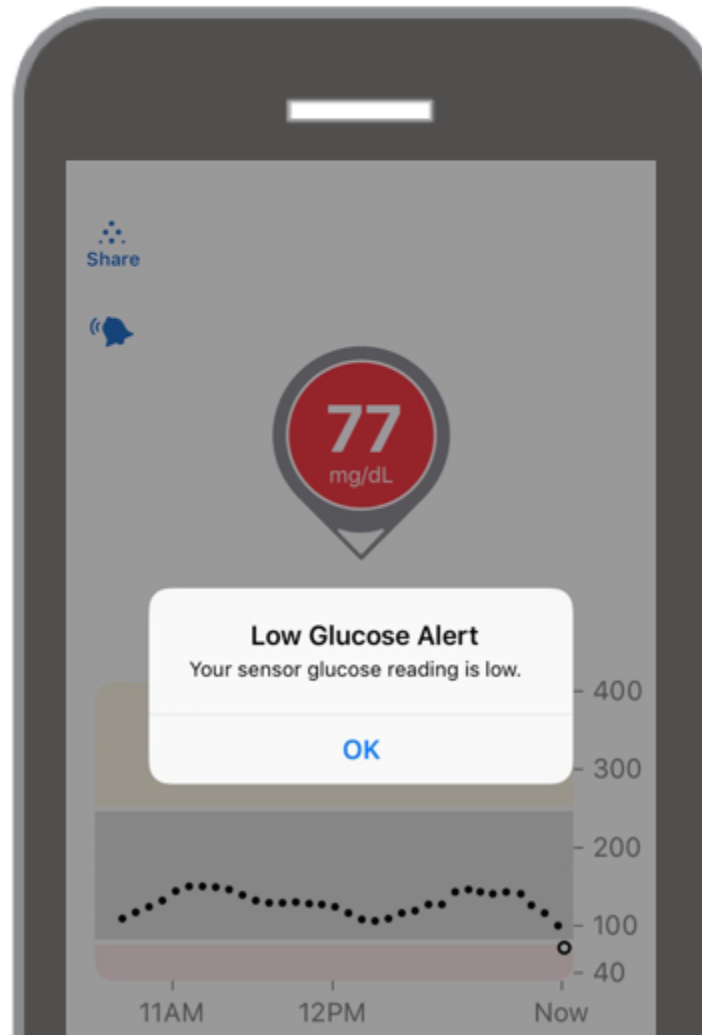 Share
77
mg/dL
Low Glucose Alert
Your sensor glucose reading is low.
OK
400
300
200
100
40
11AM
12PM
Now